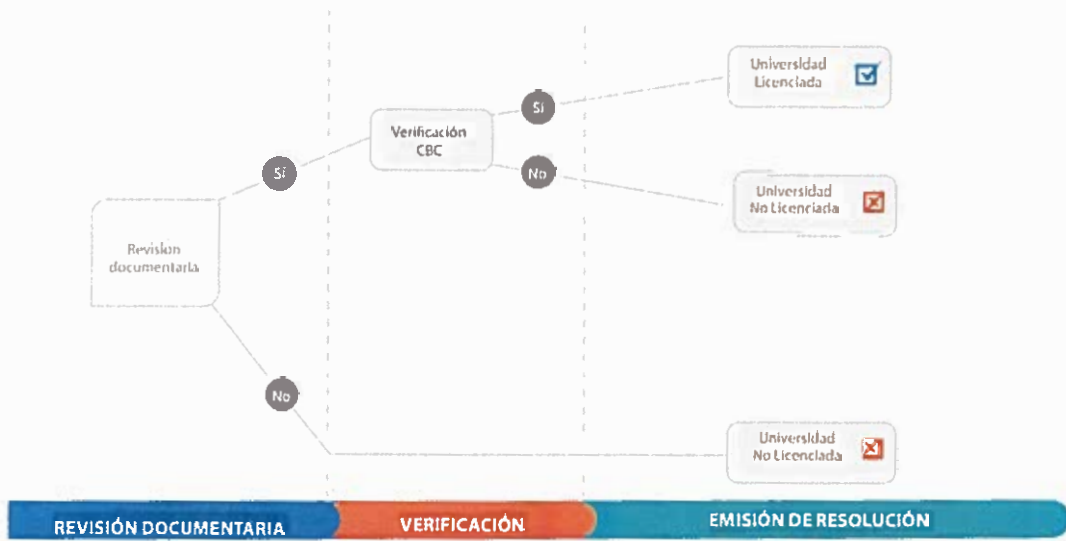 Universidad
Licenciada
Sí
Verificación
CBC
Sí
No
Universidad
No Licenciada
Revisión
documentaria
No
Universidad
No Licenciada
REVISIÓN DOCUMENTARIA
VERIFICACIÓN
EMISIÓN DE RESOLUCIÓN